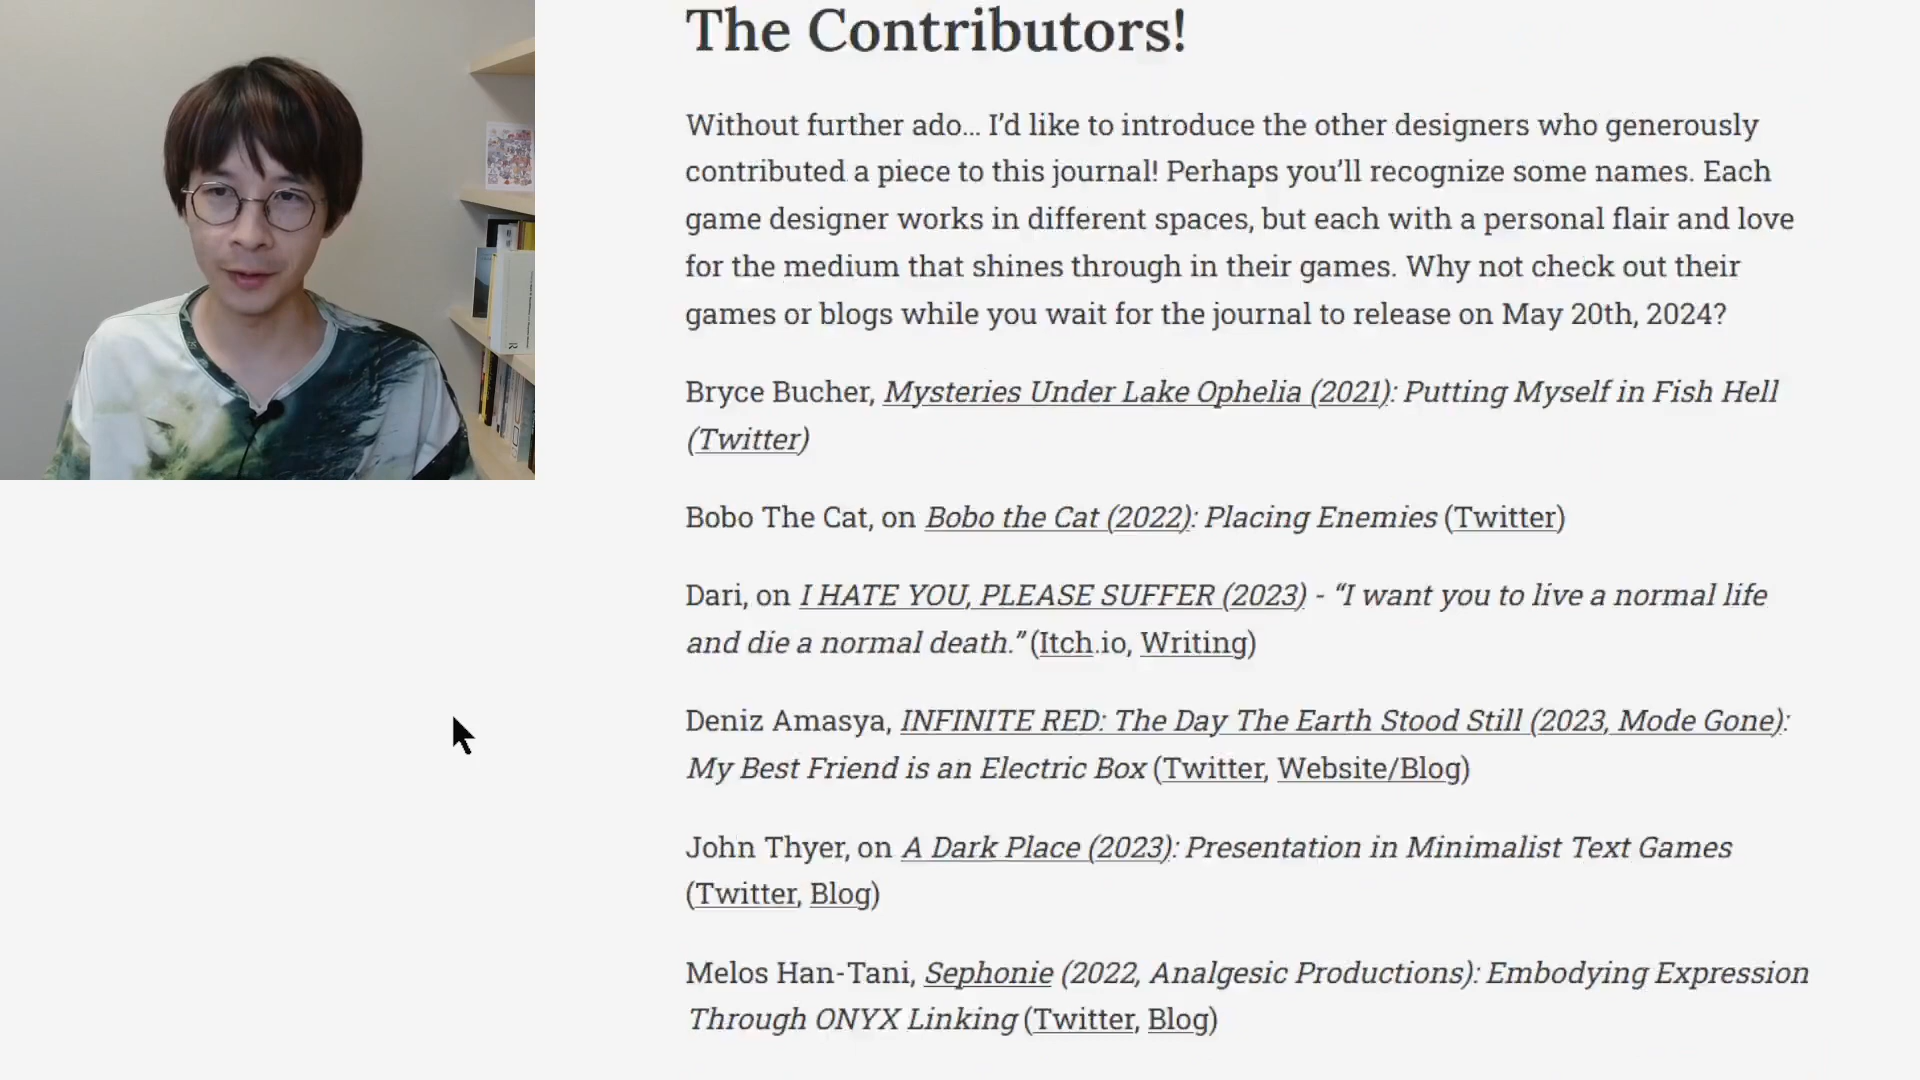 The Contributors!
Without further ado… I’d like to introduce the other designers who generously
contributed a piece to this journal! Perhaps you’ll recognize some names. Each
game designer works in different spaces, but each with a personal flair and love
for the medium that shines through in their games. Why not check out their
games or blogs while you wait for the journal to release on May 20th, 2024?
Bryce Bucher, Mysteries Under Lake Ophelia (2021): Putting Myself in Fish Hell
(Twitter)
Bobo The Cat, on Bobo the Cat (2022): Placing Enemies (Twitter)
Dari, on I HATE YOU, PLEASE SUFFER (2023) - “I want you to live a normal life
and die a normal death.” (Itch.io, Writing)
Deniz Amasya, INFINITE RED: The Day The Earth Stood Still (2023, Mode Gone):
My Best Friend is an Electric Box (Twitter, Website/Blog)
John Thyer, on A Dark Place (2023): Presentation in Minimalist Text Games
(Twitter, Blog)
Melos Han-Tani, Sephonie (2022, Analgesic Productions): Embodying Expression
Through ONYX Linking (Twitter, Blog)